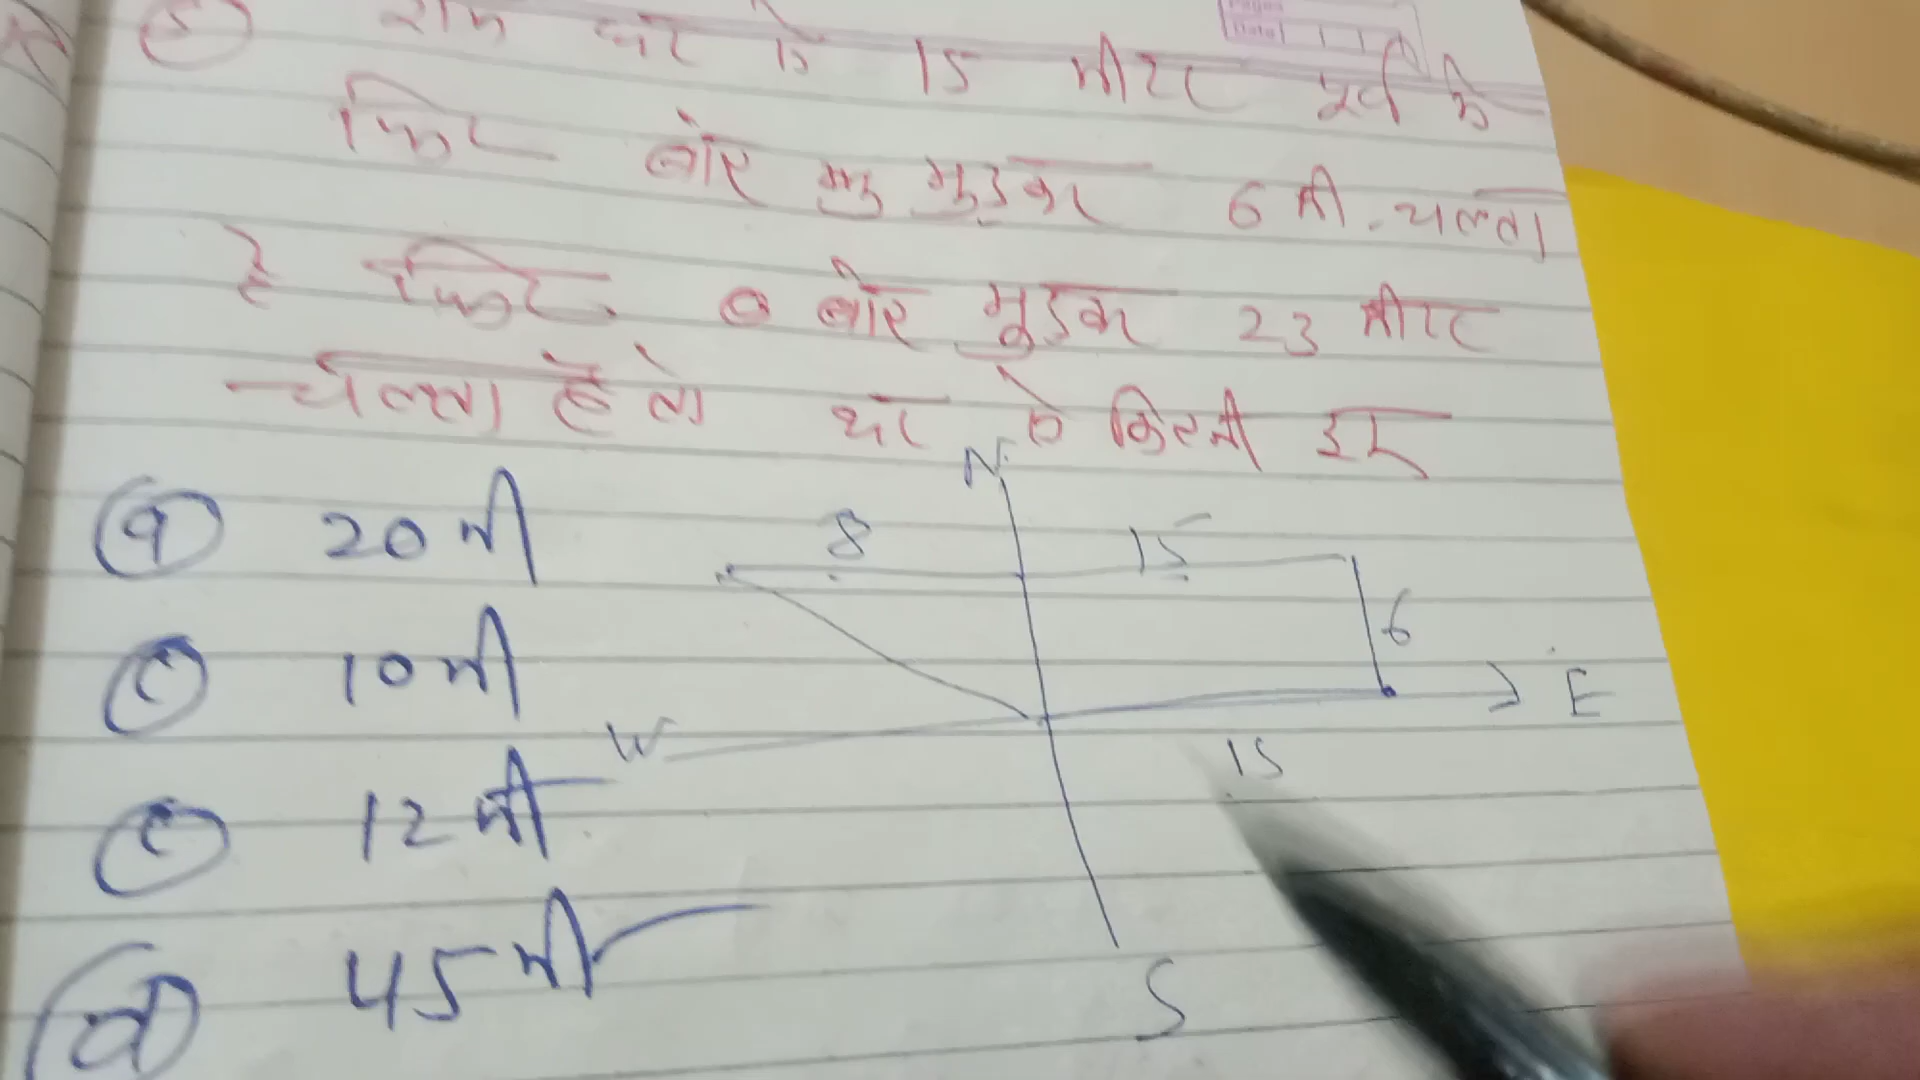 राम घर से 15 मीटर पूर्व में
फिर बाँए मुड़कर 6 मी. चलता
है फिर बाँए मुड़कर 23 मीटर
चलता है तो घर से कितनी दूर
N
a 20 मी
8 15
6
10 मी
W E
15
12 मी
45 मी
S